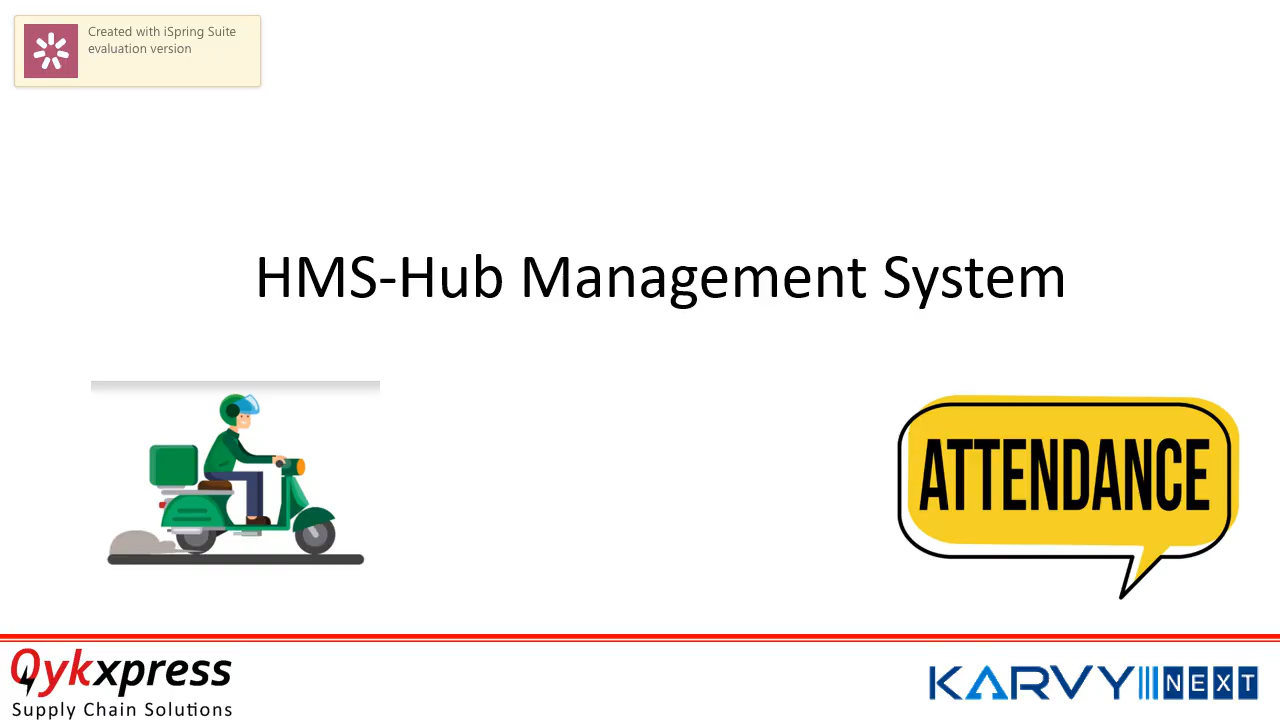 Created with iSpring Suite
evaluation version
HMS-Hub Management System
ATTENDANCE
Qykxpress
Supply Chain Solutions
KARVY NEXT